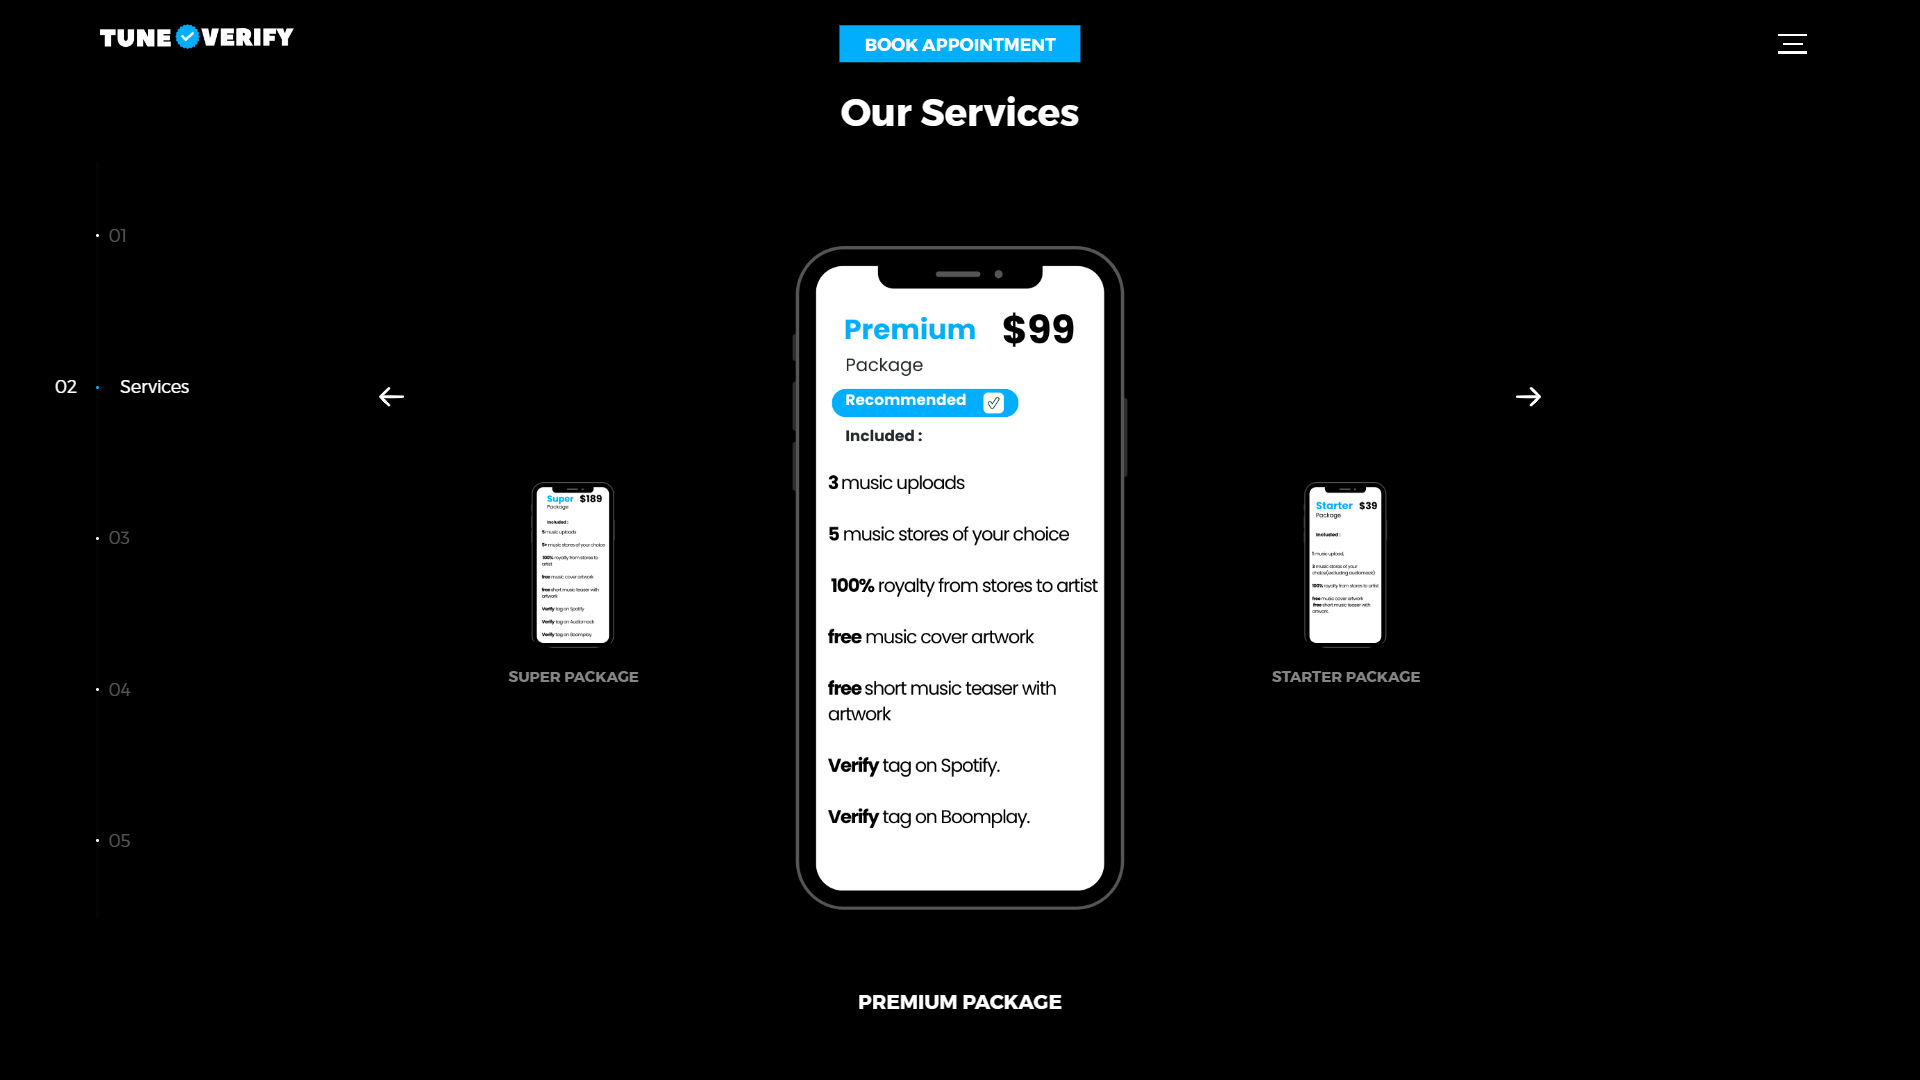 TUNE VERIFY
BOOK APPOINTMENT
Our Services
01
02 Services
03
04
05
Premium $99
Package
Recommended
Included :
3 music uploads
5 music stores of your choice
100% royalty from stores to artist
free music cover artwork
free short music teaser with
artwork
Verify tag on Spotify.
Verify tag on Boomplay.
PREMIUM PACKAGE
Super $189
Package
Included :
music uploads
5+ music stores of your choice
100% royalty from stores to
artist
free music cover artwork
free short music teaser with
artwork
Verify tag on Spotify
Verify tag on Audiomack
Verify tag on Boomplay
SUPER PACKAGE
Starter $39
Package
Included :
1 music upload,
3 music stores of your
choice(excluding audiomack)
100% royalty from stores to artist
free music cover artwork
free short music teaser with
artwork
STARTER PACKAGE